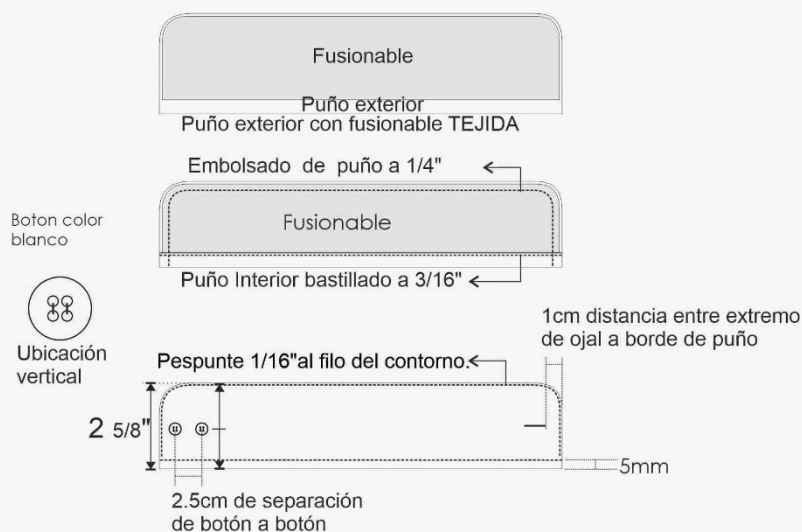 Fusionable
Puño exterior
Puño exterior con fusionable TEJIDA
Embolsado de puño a 1/4"
Fusionable
Boton color
blanco
Puño Interior bastillado a 3/16"
Ubicación
vertical
1cm distancia entre extremo
de ojal a borde de puño
Pespunte 1/16"al filo del contorno.
2 5/8"
5mm
2.5cm de separación
de botón a botón